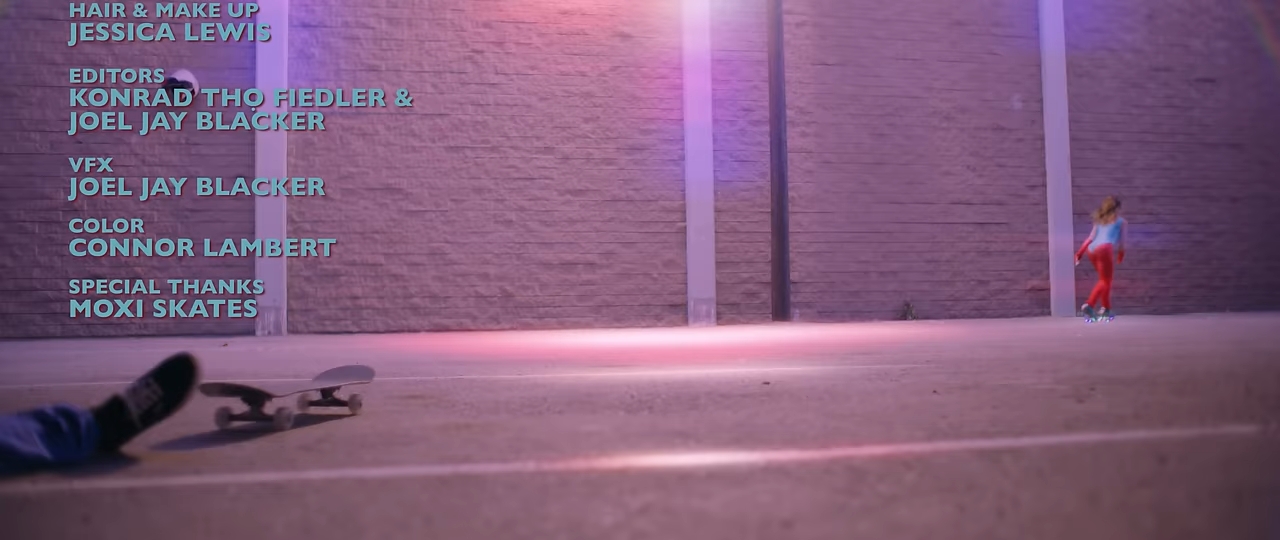 HAIR & MAKE UP
JESSICA LEWIS
EDITORS
KONRAD THO FIEDLER &
JOEL JAY BLACKER
VFX
JOEL JAY BLACKER
COLOR
CONNOR LAMBERT
SPECIAL THANKS
MOXI SKATES